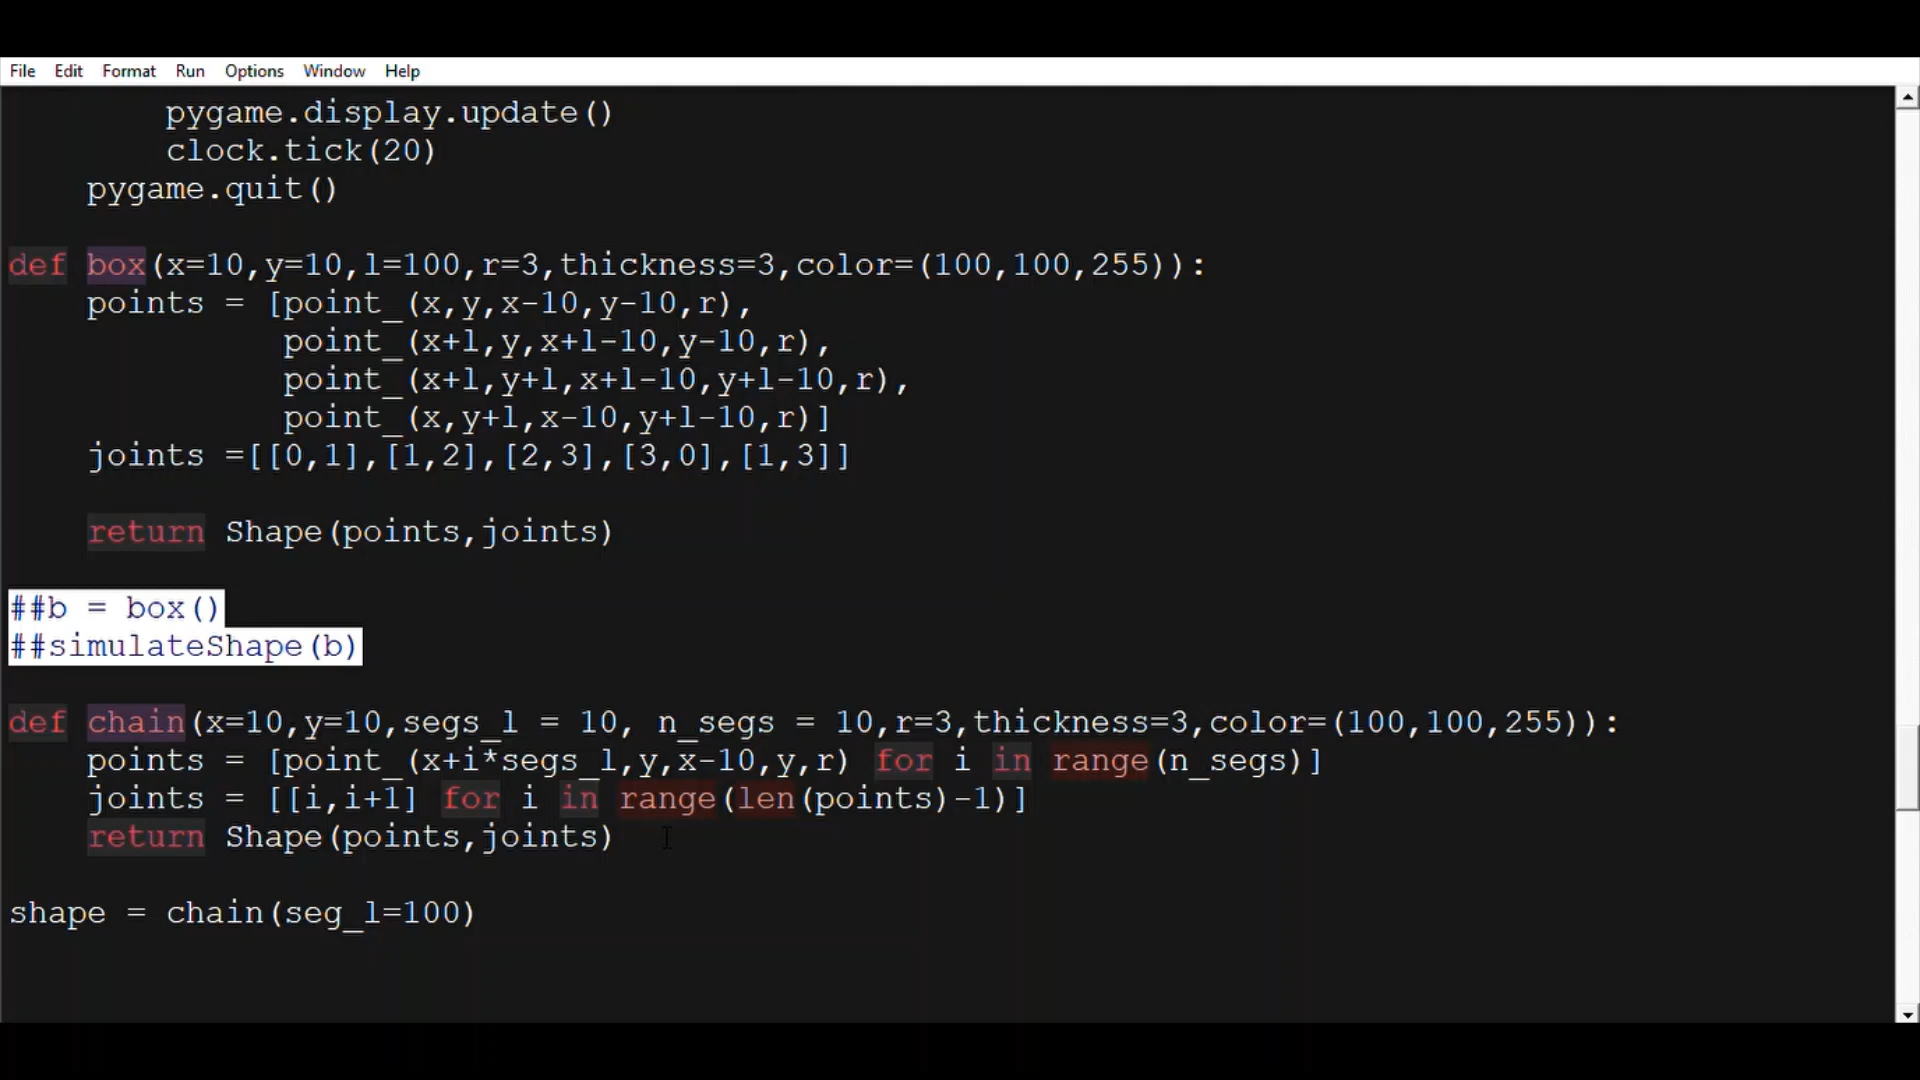 File Edit Format Run Options Window Help
pygame.display.update()
clock.tick(20)
pygame.quit()
def box(x=10,y=10,l=100,r=3,thickness=3,color=(100,100,255)):
points = [point_(x,y,x-10,y-10,r),
point_(x+l,y,x+l-10,y-10,r),
point_(x+l,y+l,x+l-10,y+l-10,r),
point_(x,y+l,x-10,y+l-10,r)]
joints =[[0,1],[1,2],[2,3],[3,0],[1,3]]
return Shape(points,joints)
##b = box()
##simulateShape(b)
def chain(x=10,y=10,segs_l = 10, n_segs = 10,r=3,thickness=3,color=(100,100,255)):
points = [point_(x+i*segs_l,y,x-10,y,r) for i in range(n_segs)]
joints = [[i,i+1] for i in range(len(points)-1)]
return Shape(points,joints)
shape = chain(seg_l=100)